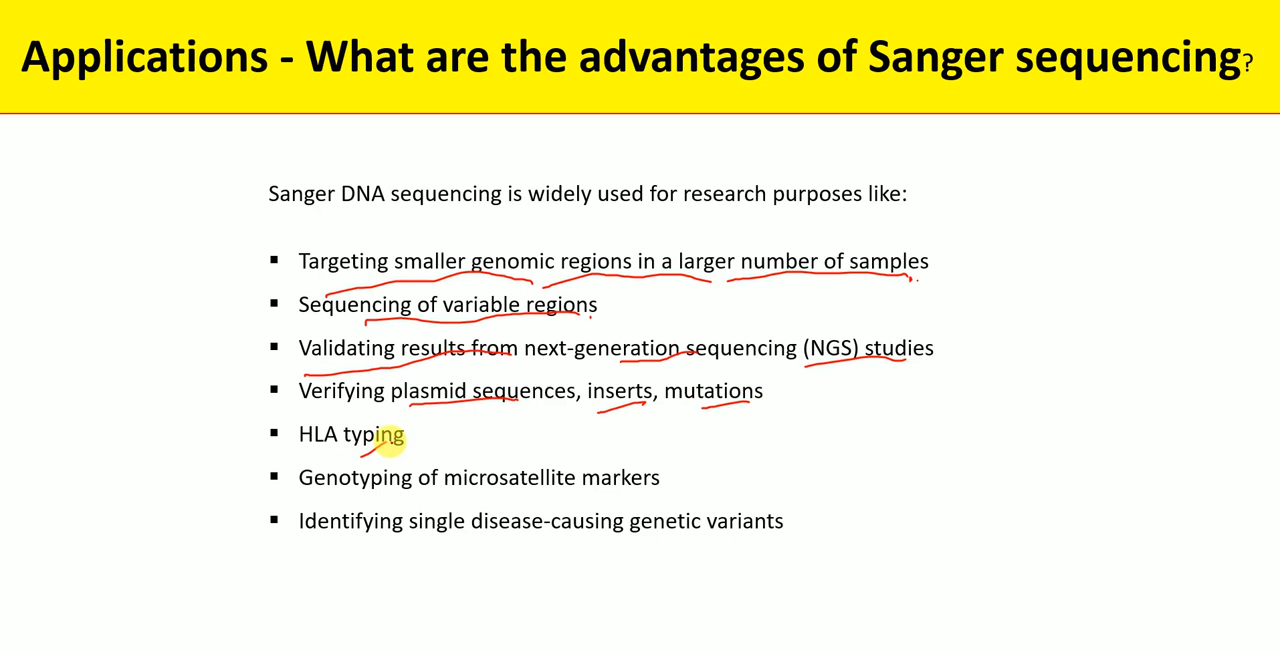 Applications - What are the advantages of Sanger sequencing?
Sanger DNA sequencing is widely used for research purposes like:
▪ Targeting smaller genomic regions in a larger number of samples
▪ Sequencing of variable regions
▪ Validating results from next-generation sequencing (NGS) studies
▪ Verifying plasmid sequences, inserts, mutations
▪ HLA typing
▪ Genotyping of microsatellite markers
▪ Identifying single disease-causing genetic variants